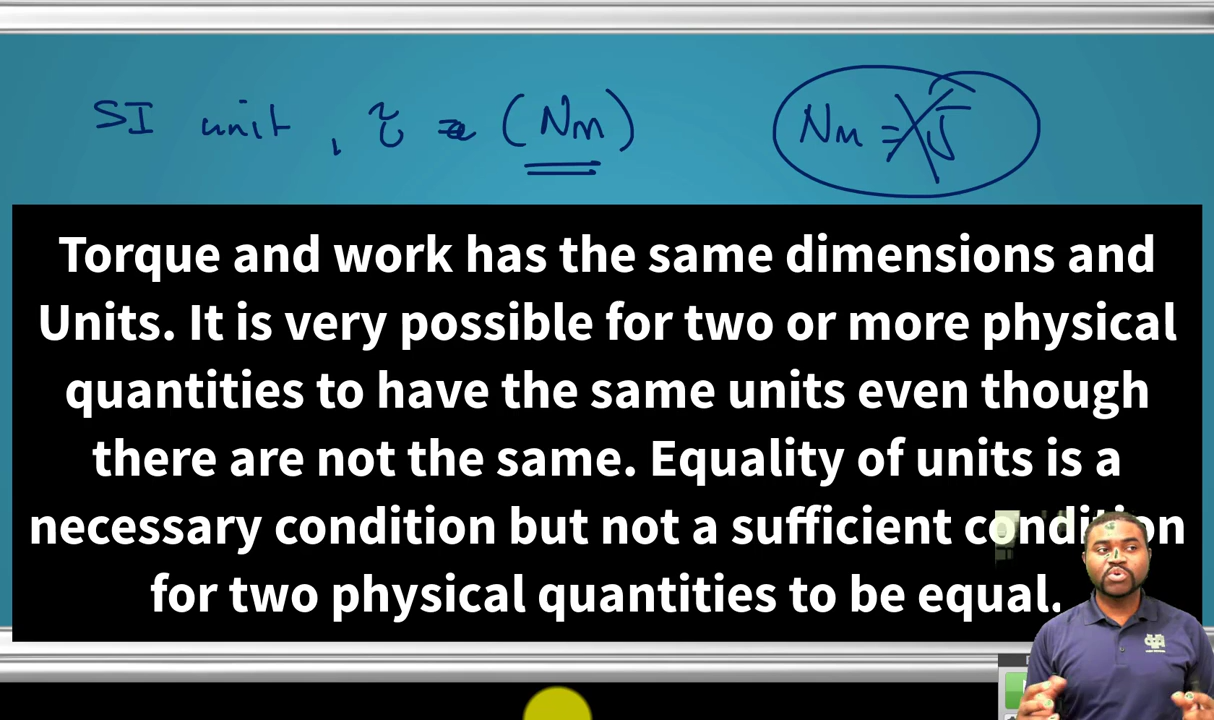 SI unit, τ = (Nm)
Nm = J
Torque and work has the same dimensions and
Units. It is very possible for two or more physical
quantities to have the same units even though
there are not the same. Equality of units is a
necessary condition but not a sufficient condition
for two physical quantities to be equal.